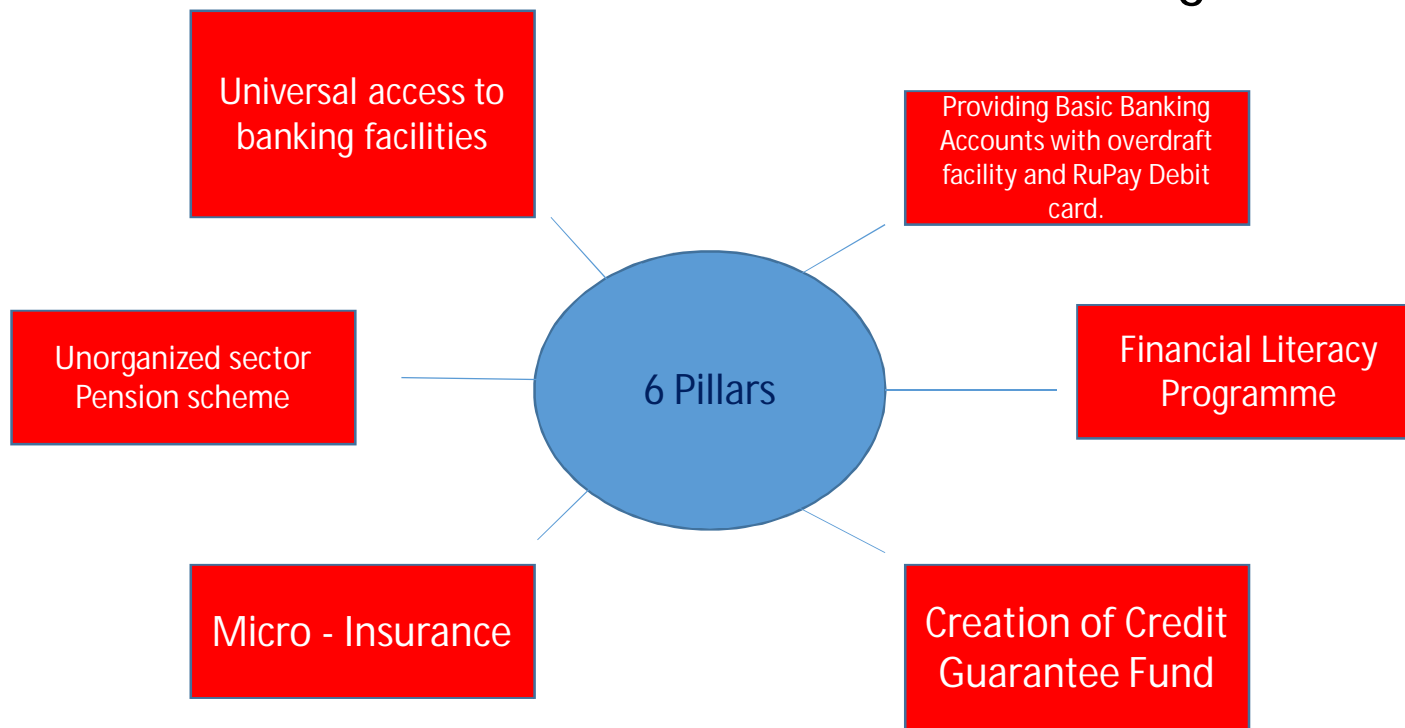 Universal access to
banking facilities
Providing Basic Banking
Accounts with overdraft
facility and RuPay Debit
card.
Unorganized sector
Pension scheme
6 Pillars
Financial Literacy
Programme
Micro - Insurance
Creation of Credit
Guarantee Fund